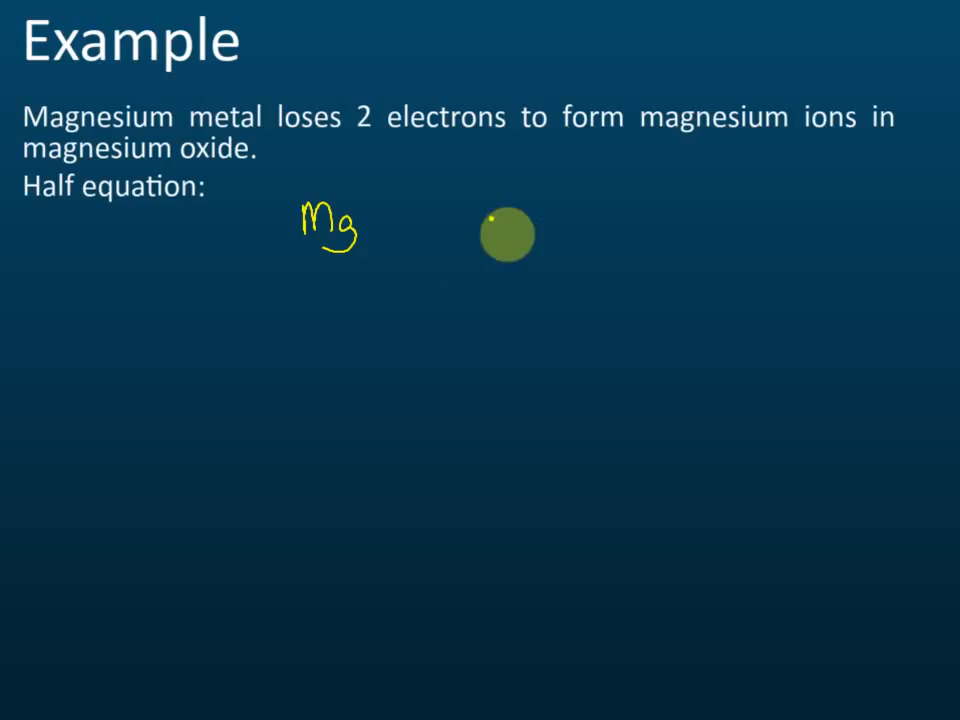 Example
Magnesium metal loses 2 electrons to form magnesium ions in
magnesium oxide.
Half equation:
Mg